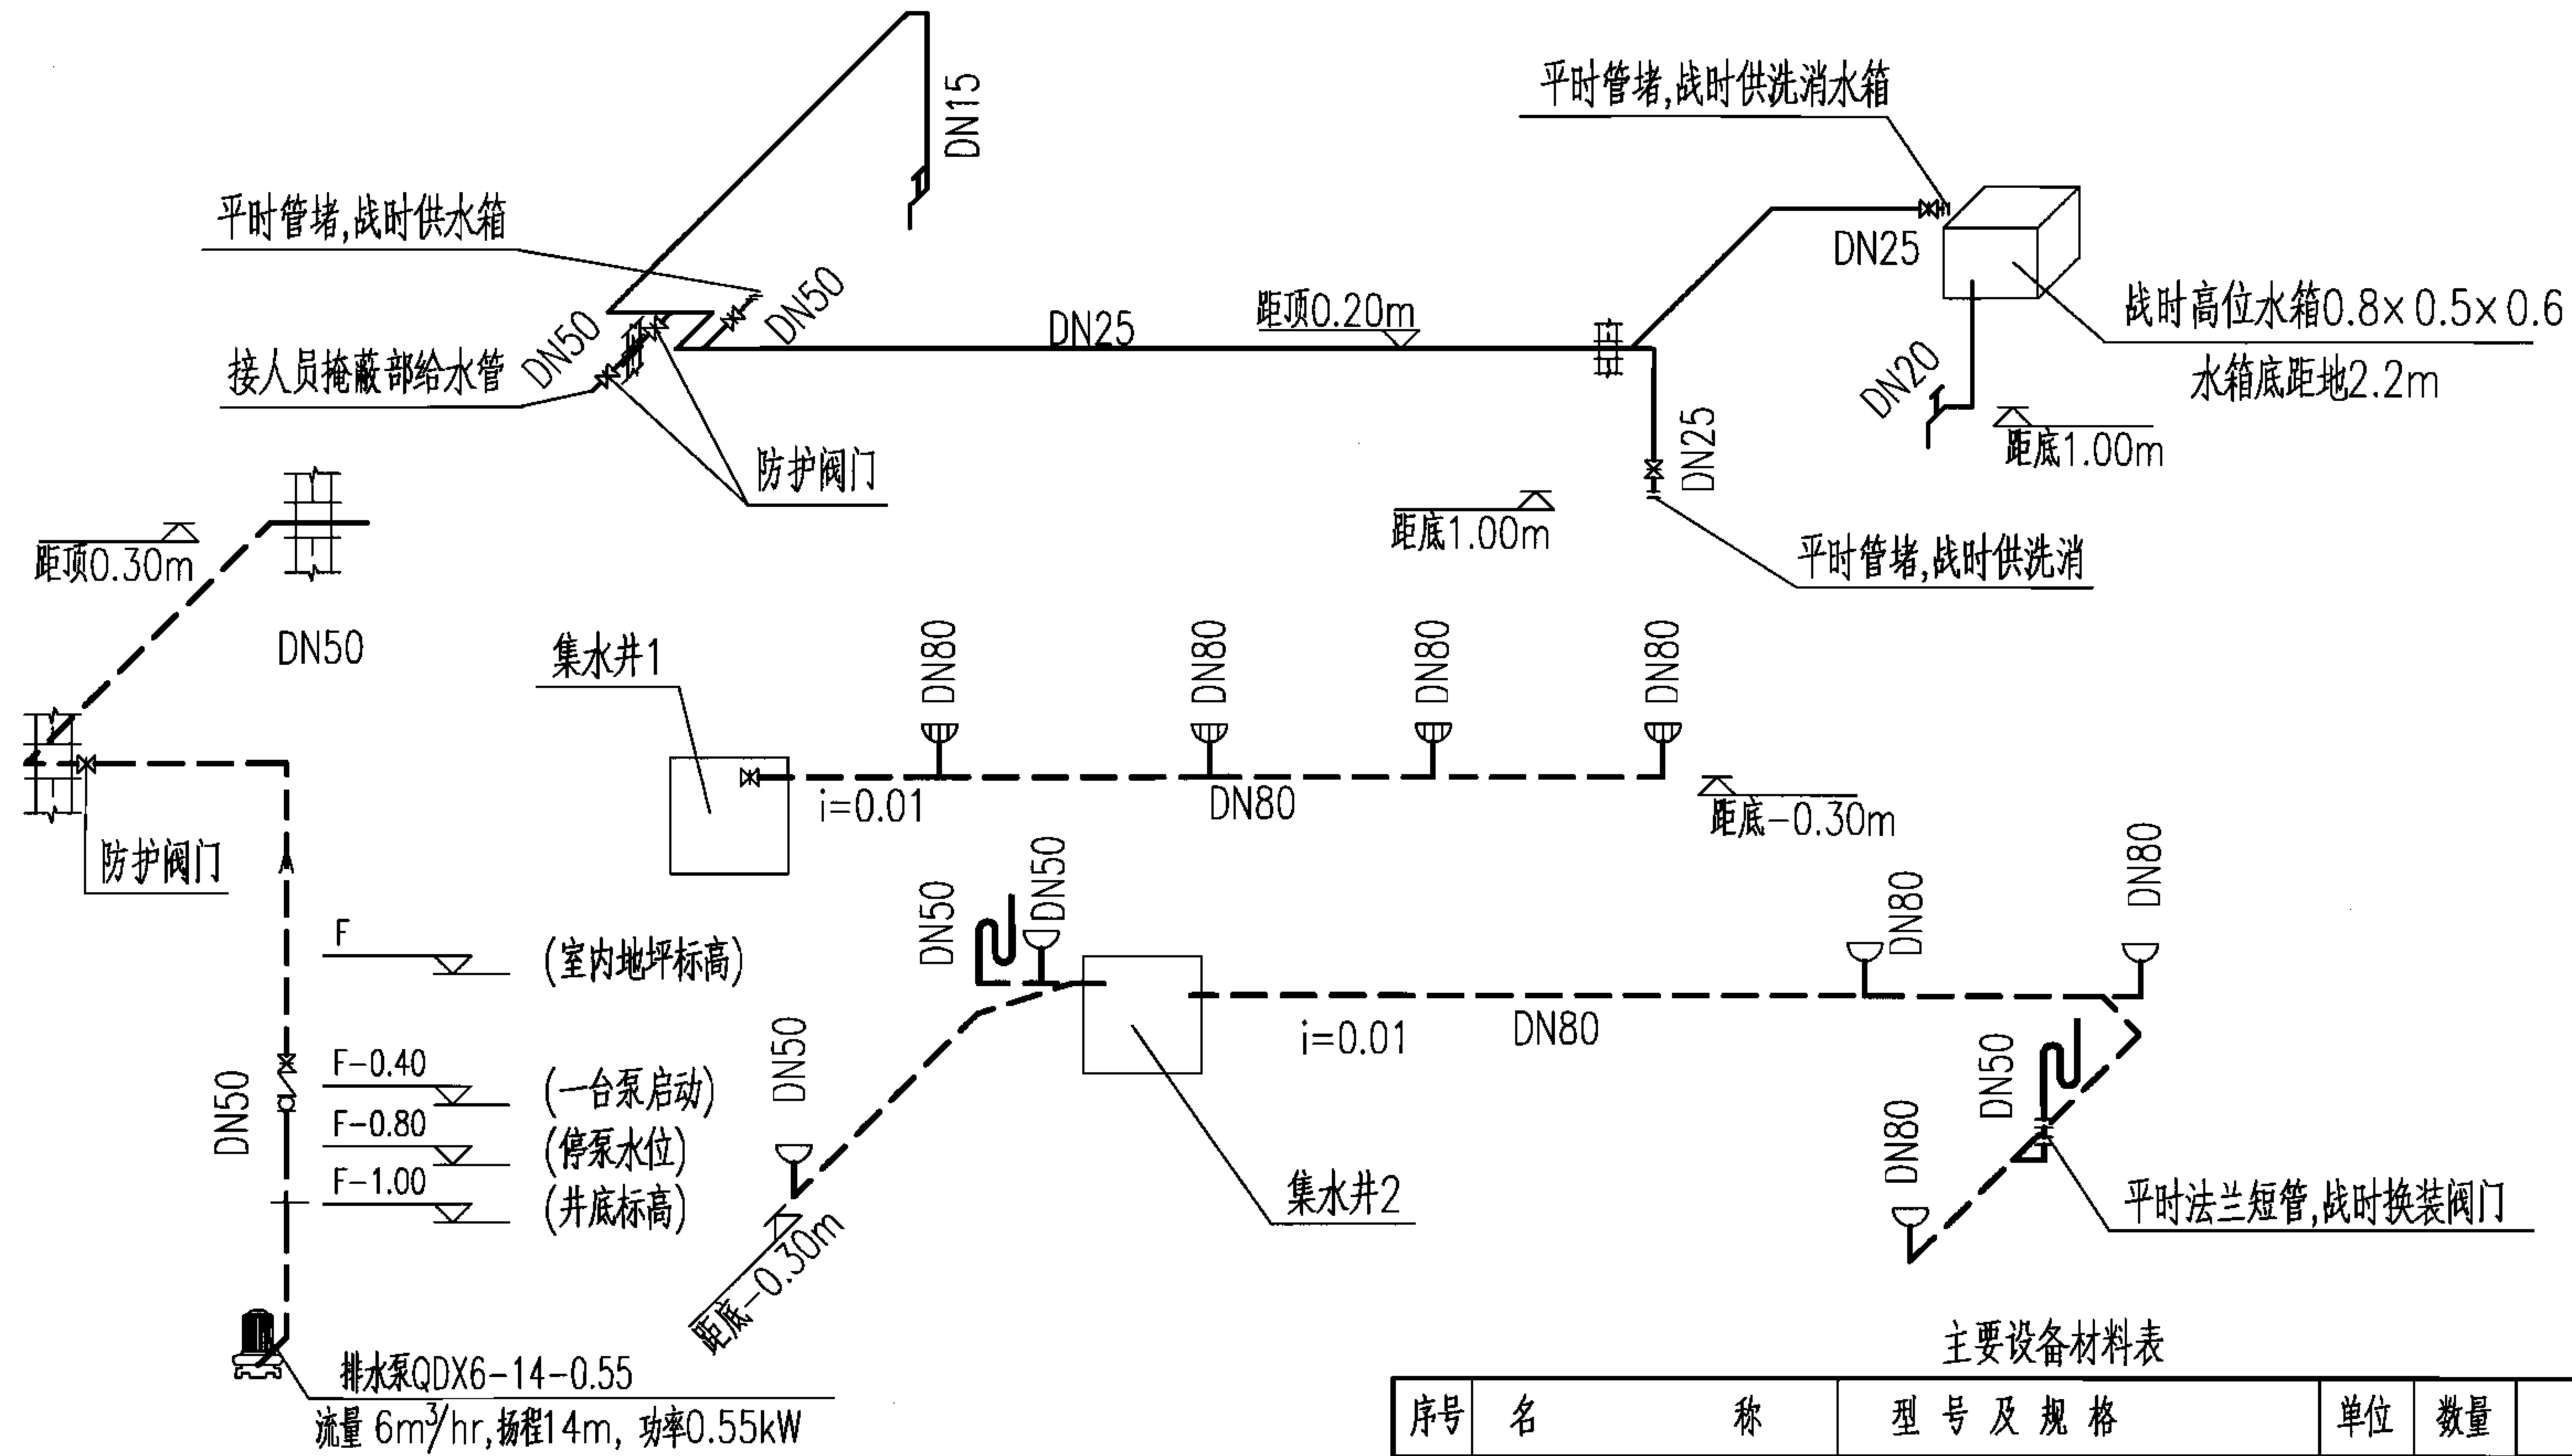 DN15
平时管堵,战时供洗消水箱
平时管堵,战时供水箱
DN50
DN50
接人员掩蔽部给水管
DN25
距顶0.20m
DN25
战时高位水箱0.8×0.5×0.6
水箱底距地2.2m
DN20
距底1.00m
防护阀门
DN25
距底1.00m
平时管堵,战时供洗消
距顶0.30m
DN50
防护阀门
集水井1
DN80
DN80
DN80
DN80
i=0.01
DN80
距底-0.30m
F
(室内地坪标高)
F-0.40
(一台泵启动)
F-0.80
(停泵水位)
F-1.00
(井底标高)
DN50
排水泵QDX6-14-0.55
流量 6m³/hr,扬程14m, 功率0.55kW
DN50
DN50
DN50
距底-0.30m
集水井2
i=0.01
DN80
DN80
DN80
DN50
DN80
平时法兰短管,战时换装阀门
主要设备材料表
序号 名 称 型号及规格 单位 数量